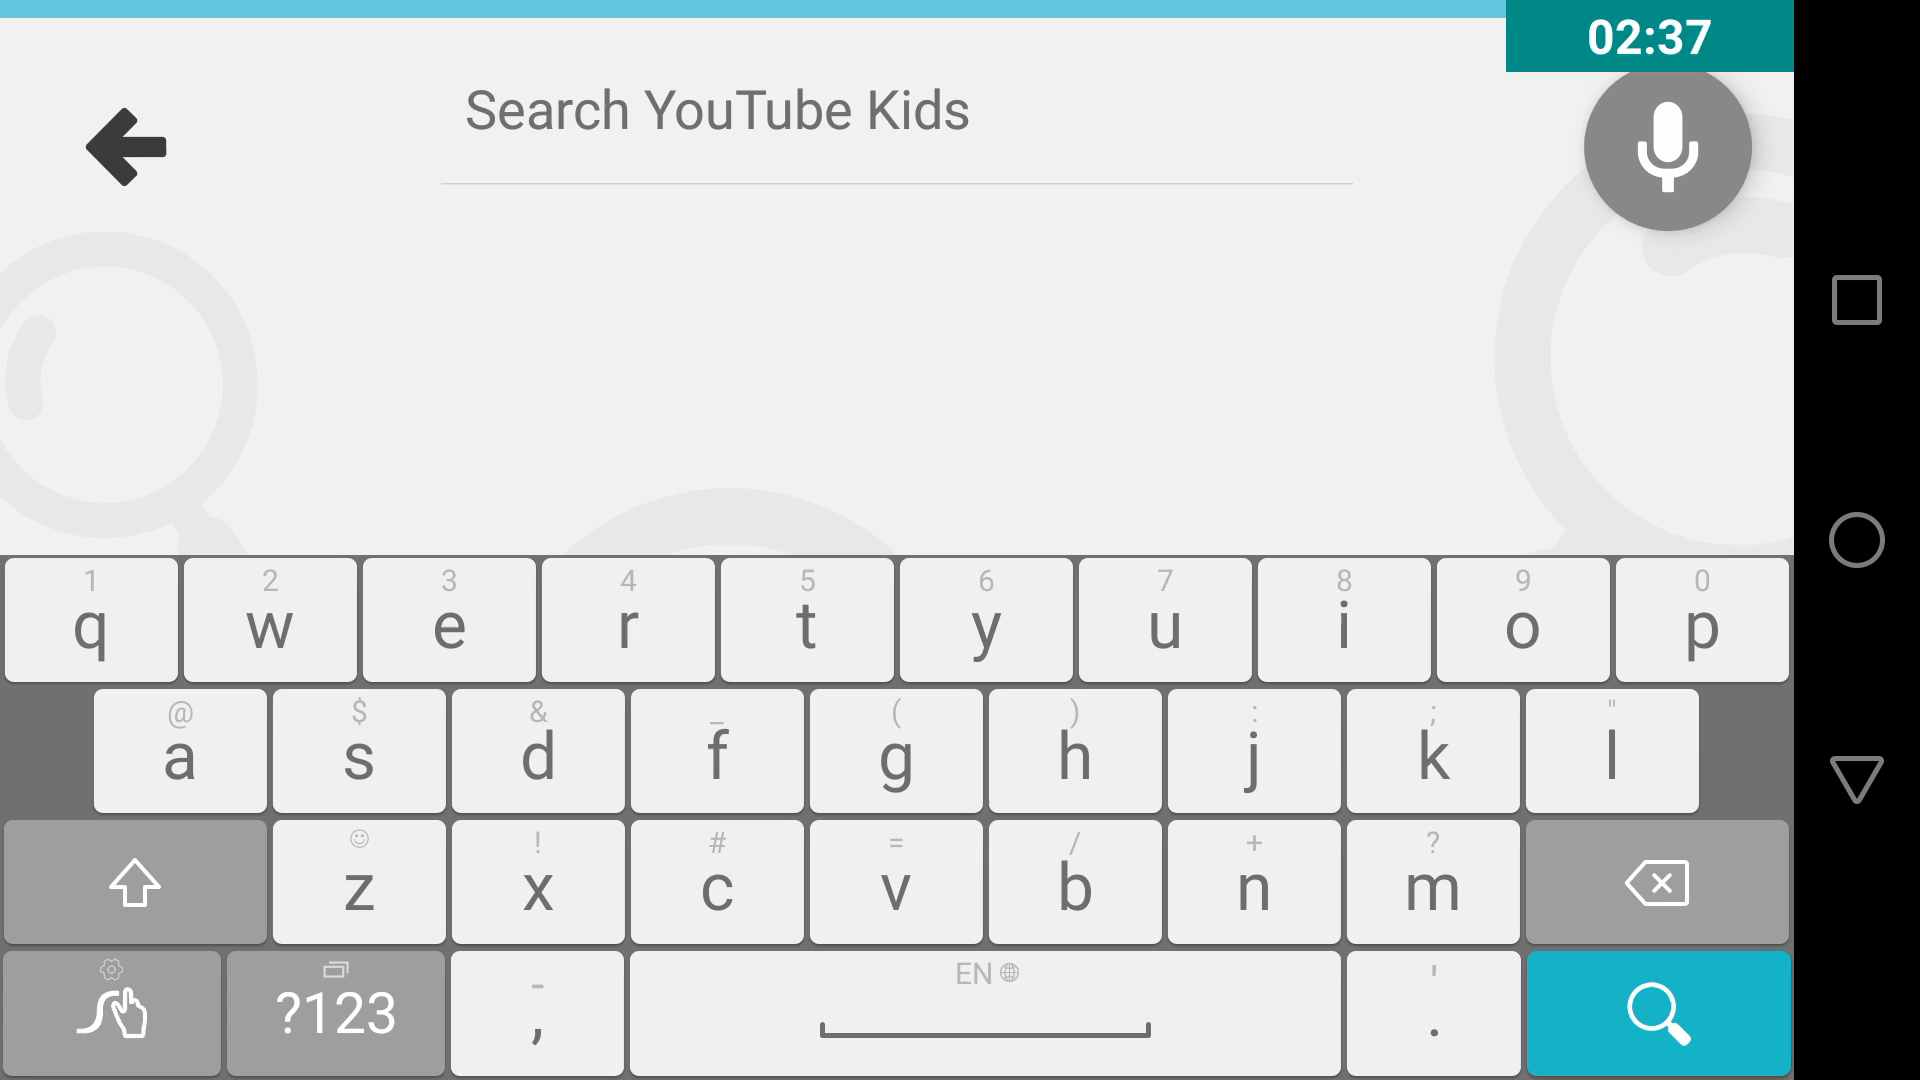 02:37
Search YouTube Kids
1 2 3 4 5 6 7 8 9 0
q w e r t y u i o p
@ $ & _ ( ) : ; "
a s d f g h j k l
! # = / + ?
z x c v b n m
EN
?123 - , ' .